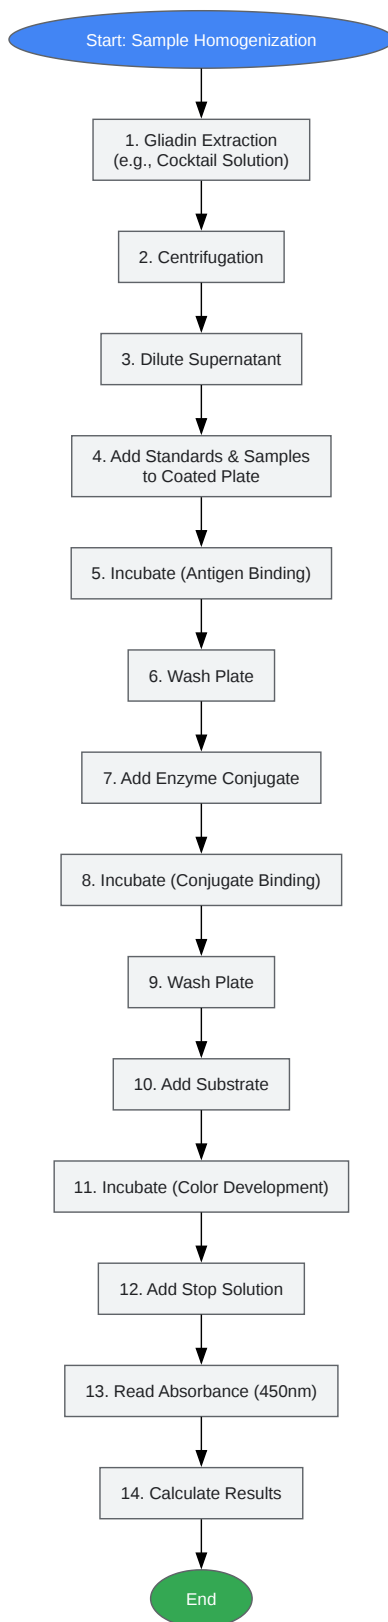 Start: Sample Homogenization
1. Gliadin Extraction
(e.g., Cocktail Solution)
2. Centrifugation
3. Dilute Supernatant
4. Add Standards & Samples
to Coated Plate
5. Incubate (Antigen Binding)
6. Wash Plate
7. Add Enzyme Conjugate
8. Incubate (Conjugate Binding)
9. Wash Plate
10. Add Substrate
11. Incubate (Color Development)
12. Add Stop Solution
13. Read Absorbance (450nm)
14. Calculate Results
End